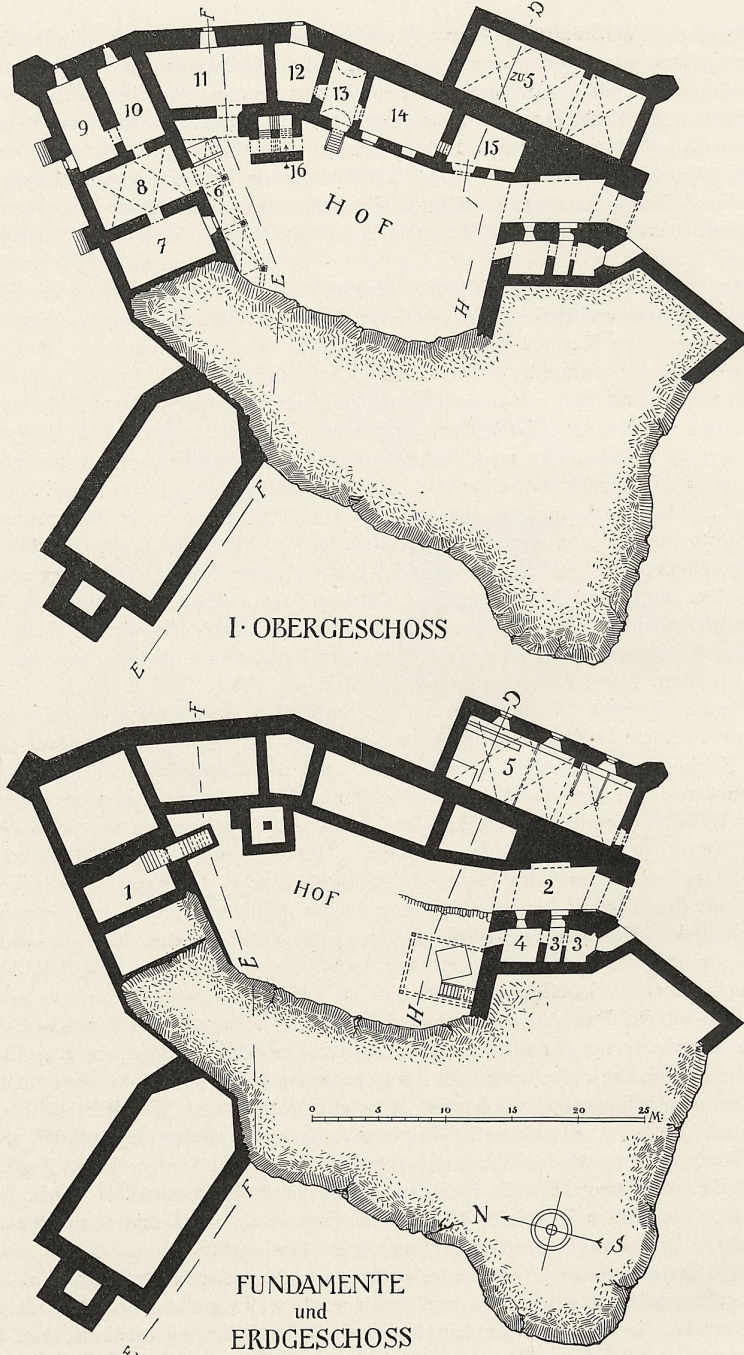 F
G
zu 5
11
12
13
14
15
10
9
8
7
6
16
HOF
E
H
F
E
I· OBERGESCHOSS
F
G
5
2
1
HOF
4
3
3
E
H
0 5 10 15 20 25 M:
F
N
S
FUNDAMENTE
und
ERDGESCHOSS
E